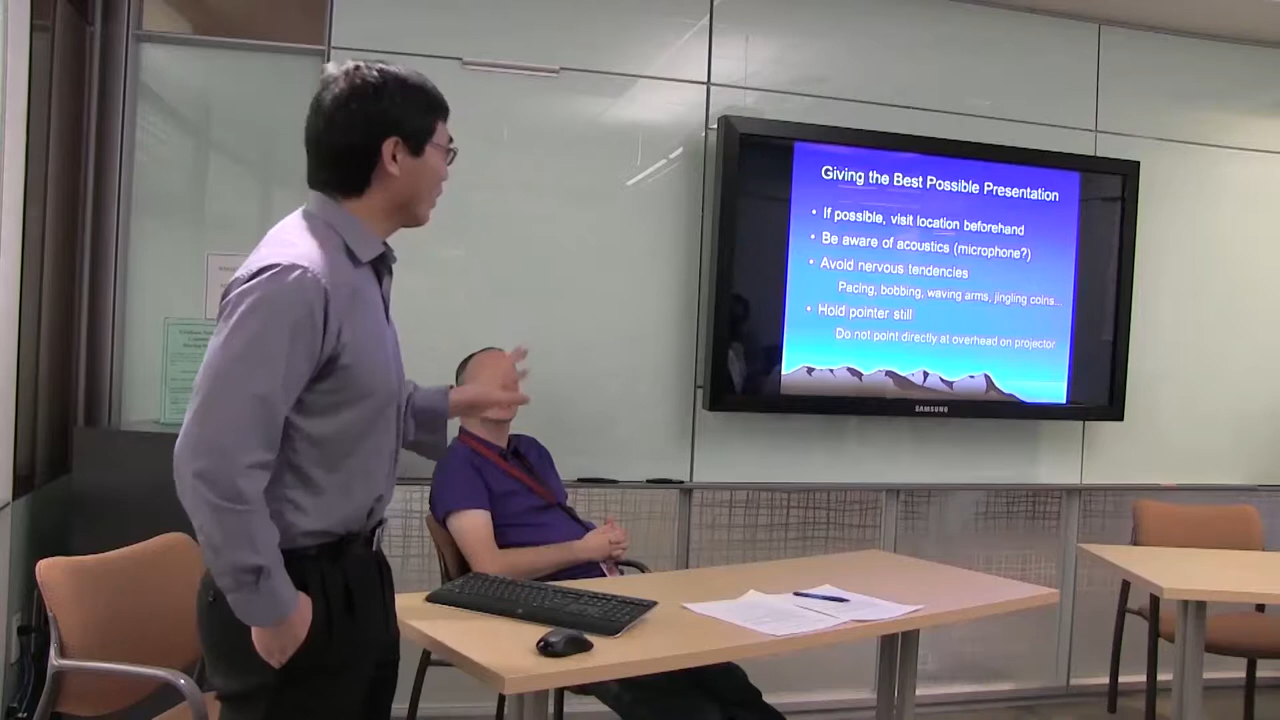 Giving the Best Possible Presentation
• If possible, visit location beforehand
• Be aware of acoustics (microphone?)
• Avoid nervous tendencies
Pacing, bobbing, waving arms, jingling coins...
• Hold pointer still
Do not point directly at overhead on projector
SAMSUNG